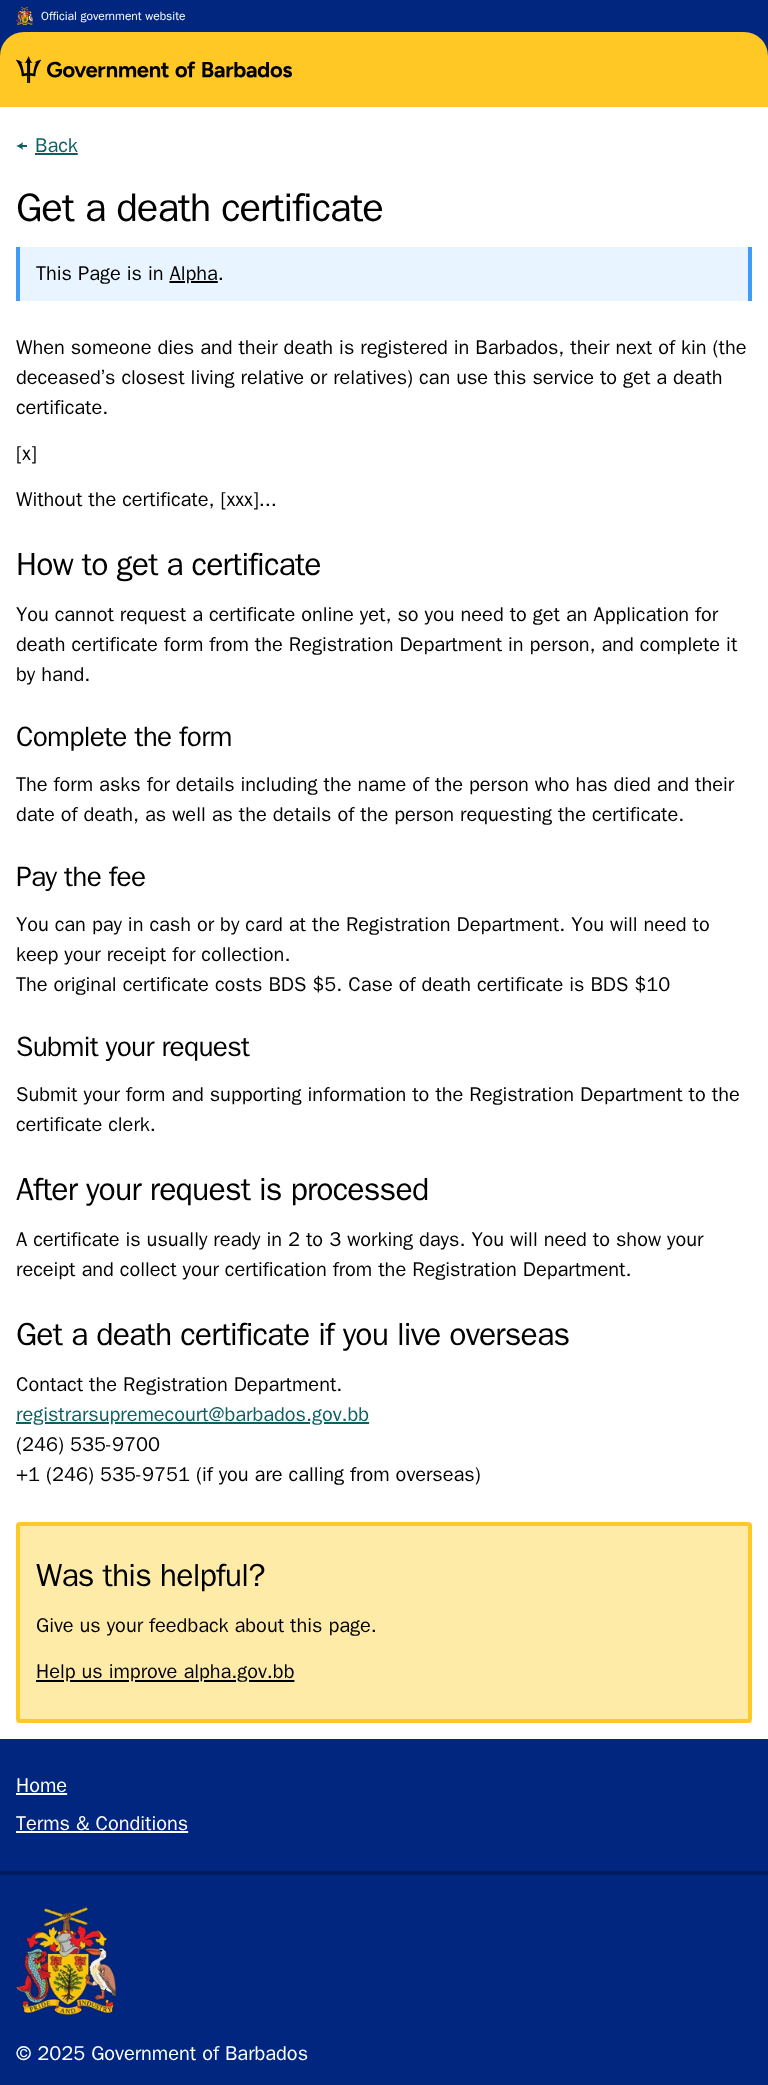 Official government website
Government of Barbados
← Back
Get a death certificate
This Page is in Alpha.
When someone dies and their death is registered in Barbados, their next of kin (the
deceased's closest living relative or relatives) can use this service to get a death
certificate.
[x]
Without the certificate, [xxx]...
How to get a certificate
You cannot request a certificate online yet, so you need to get an Application for
death certificate form from the Registration Department in person, and complete it
by hand.
Complete the form
The form asks for details including the name of the person who has died and their
date of death, as well as the details of the person requesting the certificate.
Pay the fee
You can pay in cash or by card at the Registration Department. You will need to
keep your receipt for collection.
The original certificate costs BDS $5. Case of death certificate is BDS $10
Submit your request
Submit your form and supporting information to the Registration Department to the
certificate clerk.
After your request is processed
A certificate is usually ready in 2 to 3 working days. You will need to show your
receipt and collect your certification from the Registration Department.
Get a death certificate if you live overseas
Contact the Registration Department.
registrarsupremecourt@barbados.gov.bb
(246) 535-9700
+1 (246) 535-9751 (if you are calling from overseas)
Was this helpful?
Give us your feedback about this page.
Help us improve alpha.gov.bb
Home
Terms & Conditions
PRIDE AND INDUSTRY
© 2025 Government of Barbados